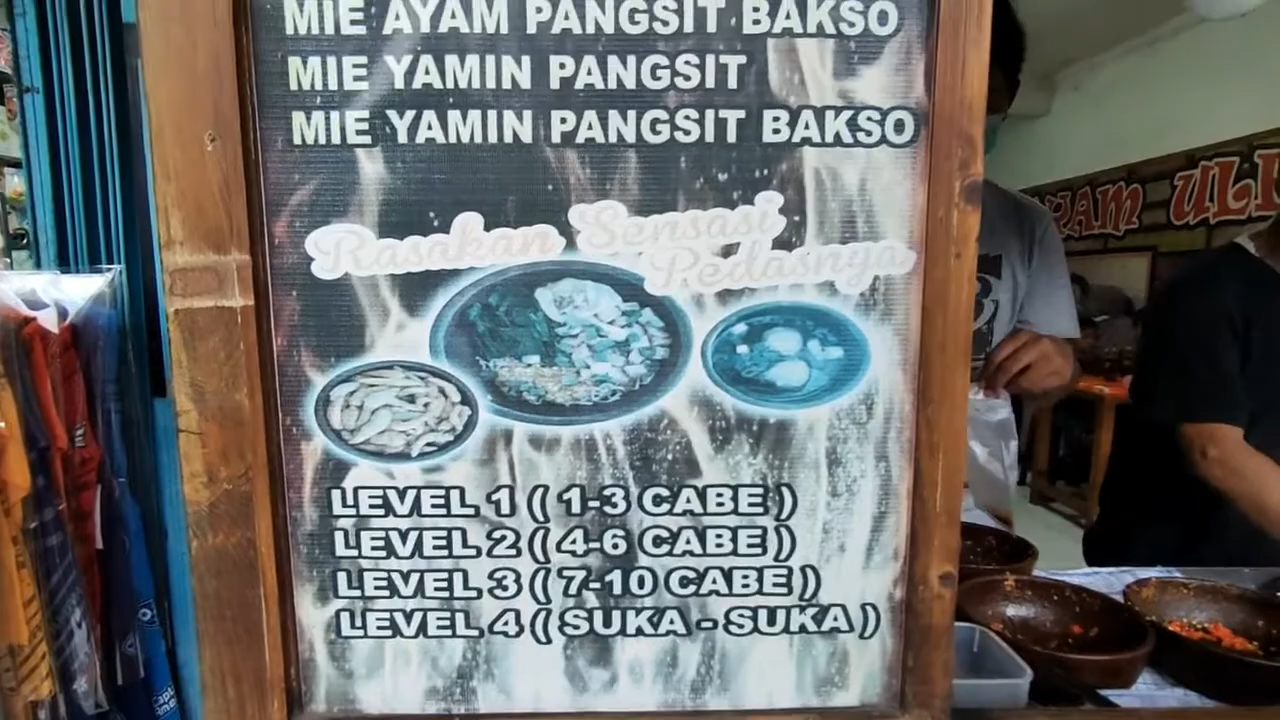 MIE AYAM PANGSIT BAKSO
MIE YAMIN PANGSIT
MIE YAMIN PANGSIT BAKSO
Rasakan Sensasi
Pedasnya
LEVEL 1 ( 1-3 CABE )
LEVEL 2 ( 4-6 CABE )
LEVEL 3 ( 7-10 CABE )
LEVEL 4 ( SUKA - SUKA )